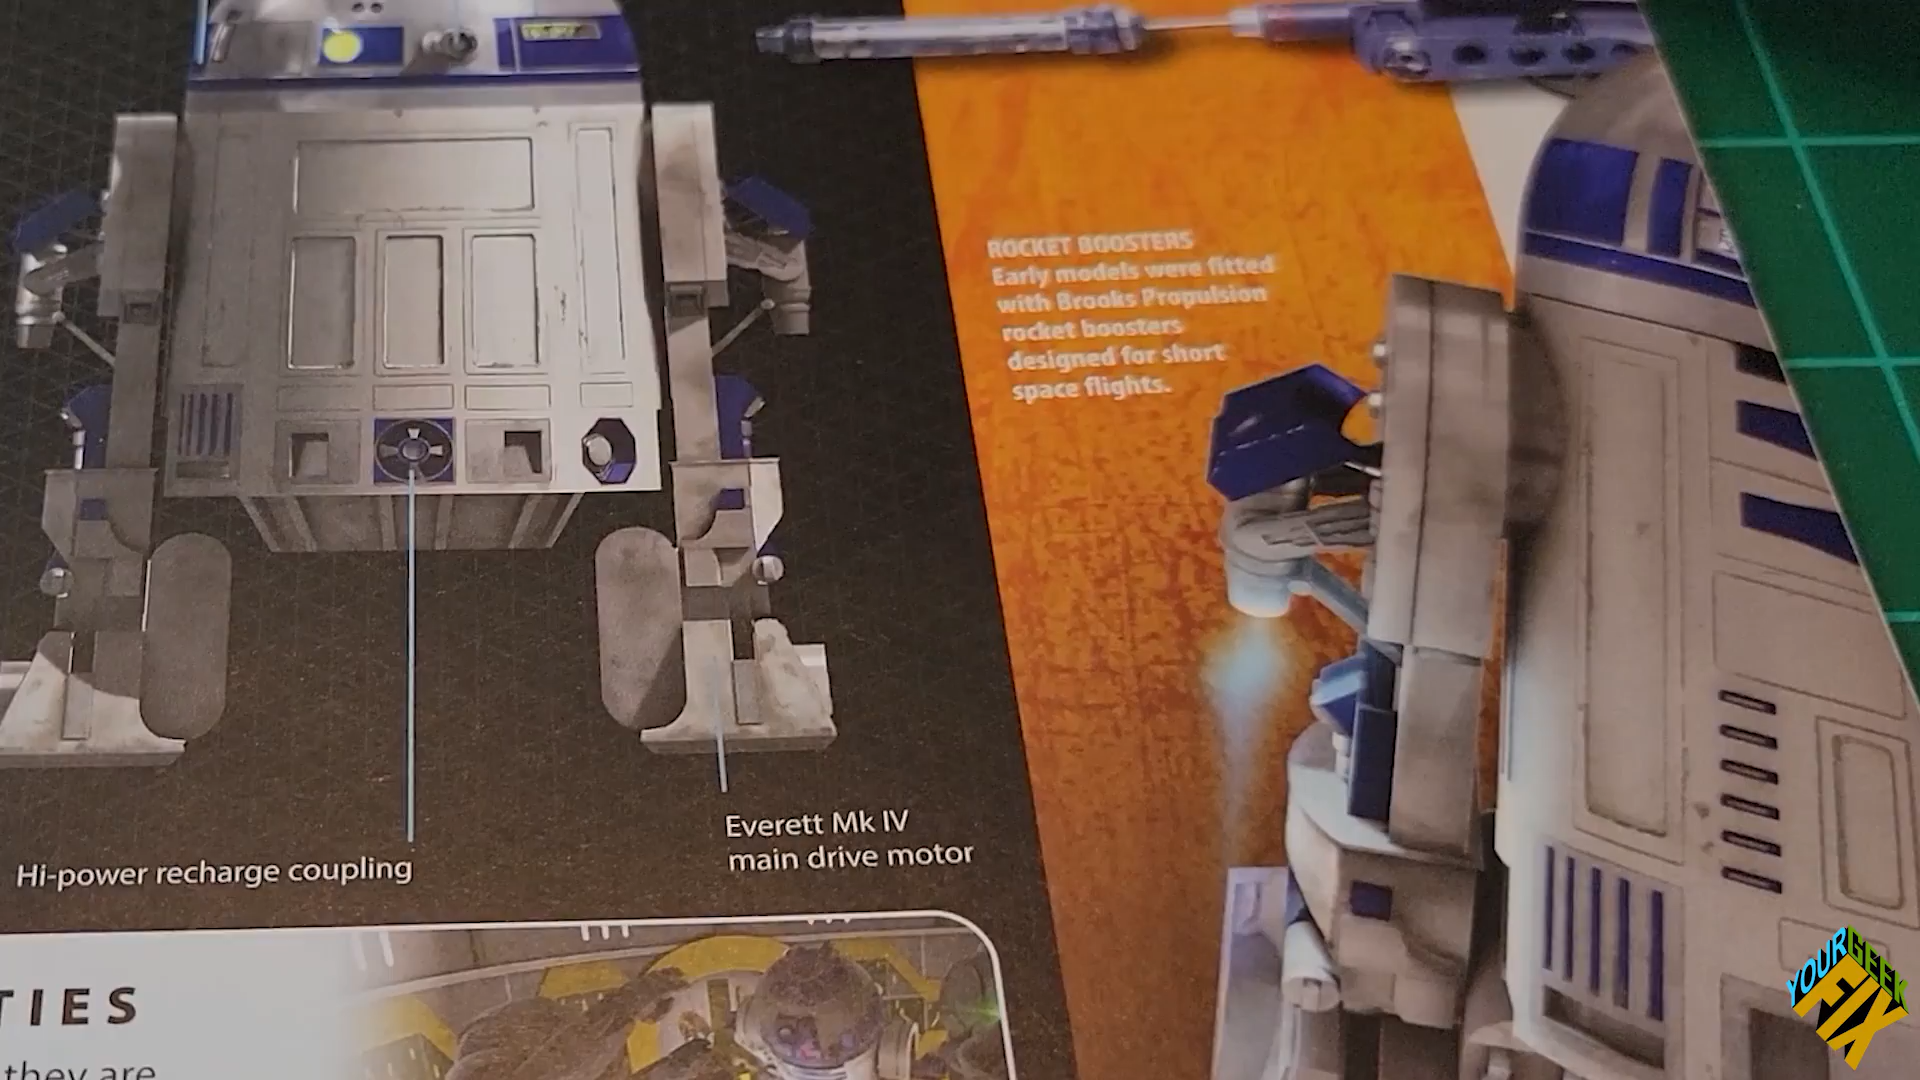 ROCKET BOOSTERS
Early models were fitted
with Brooks Propulsion
rocket boosters
designed for short
space flights.
Everett Mk IV
main drive motor
Hi-power recharge coupling
TIES
they are
YOUR GEEK
FIX